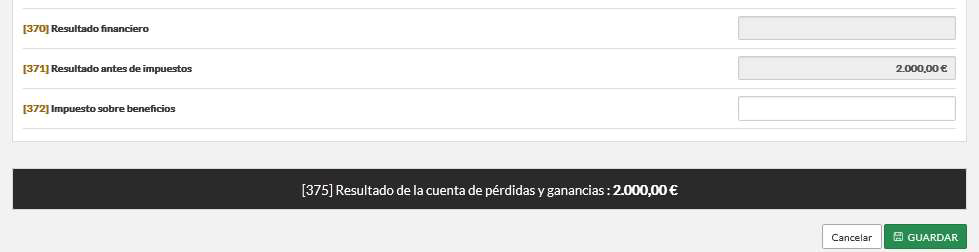 [370] Resultado financiero
[371] Resultado antes de impuestos 2.000,00 €
[372] Impuesto sobre beneficios
[375] Resultado de la cuenta de pérdidas y ganancias : 2.000,00 €
Cancelar GUARDAR